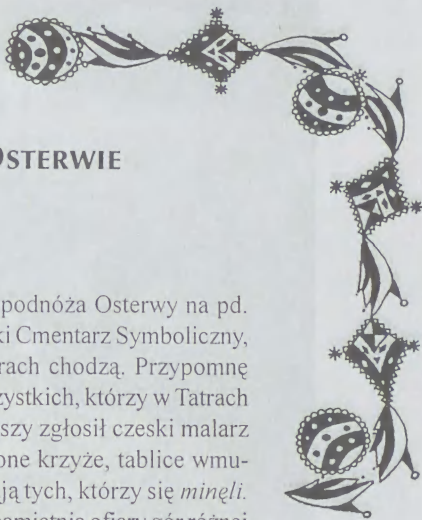 OSTERWIE
podnóża Osterwy na pd.
ki Cmentarz Symboliczny,
rach chodzą. Przypomnę
zystkich, którzy w Tatrach
szy zgłosił czeski malarz
one krzyże, tablice wmu-
ją tych, którzy się minęli.